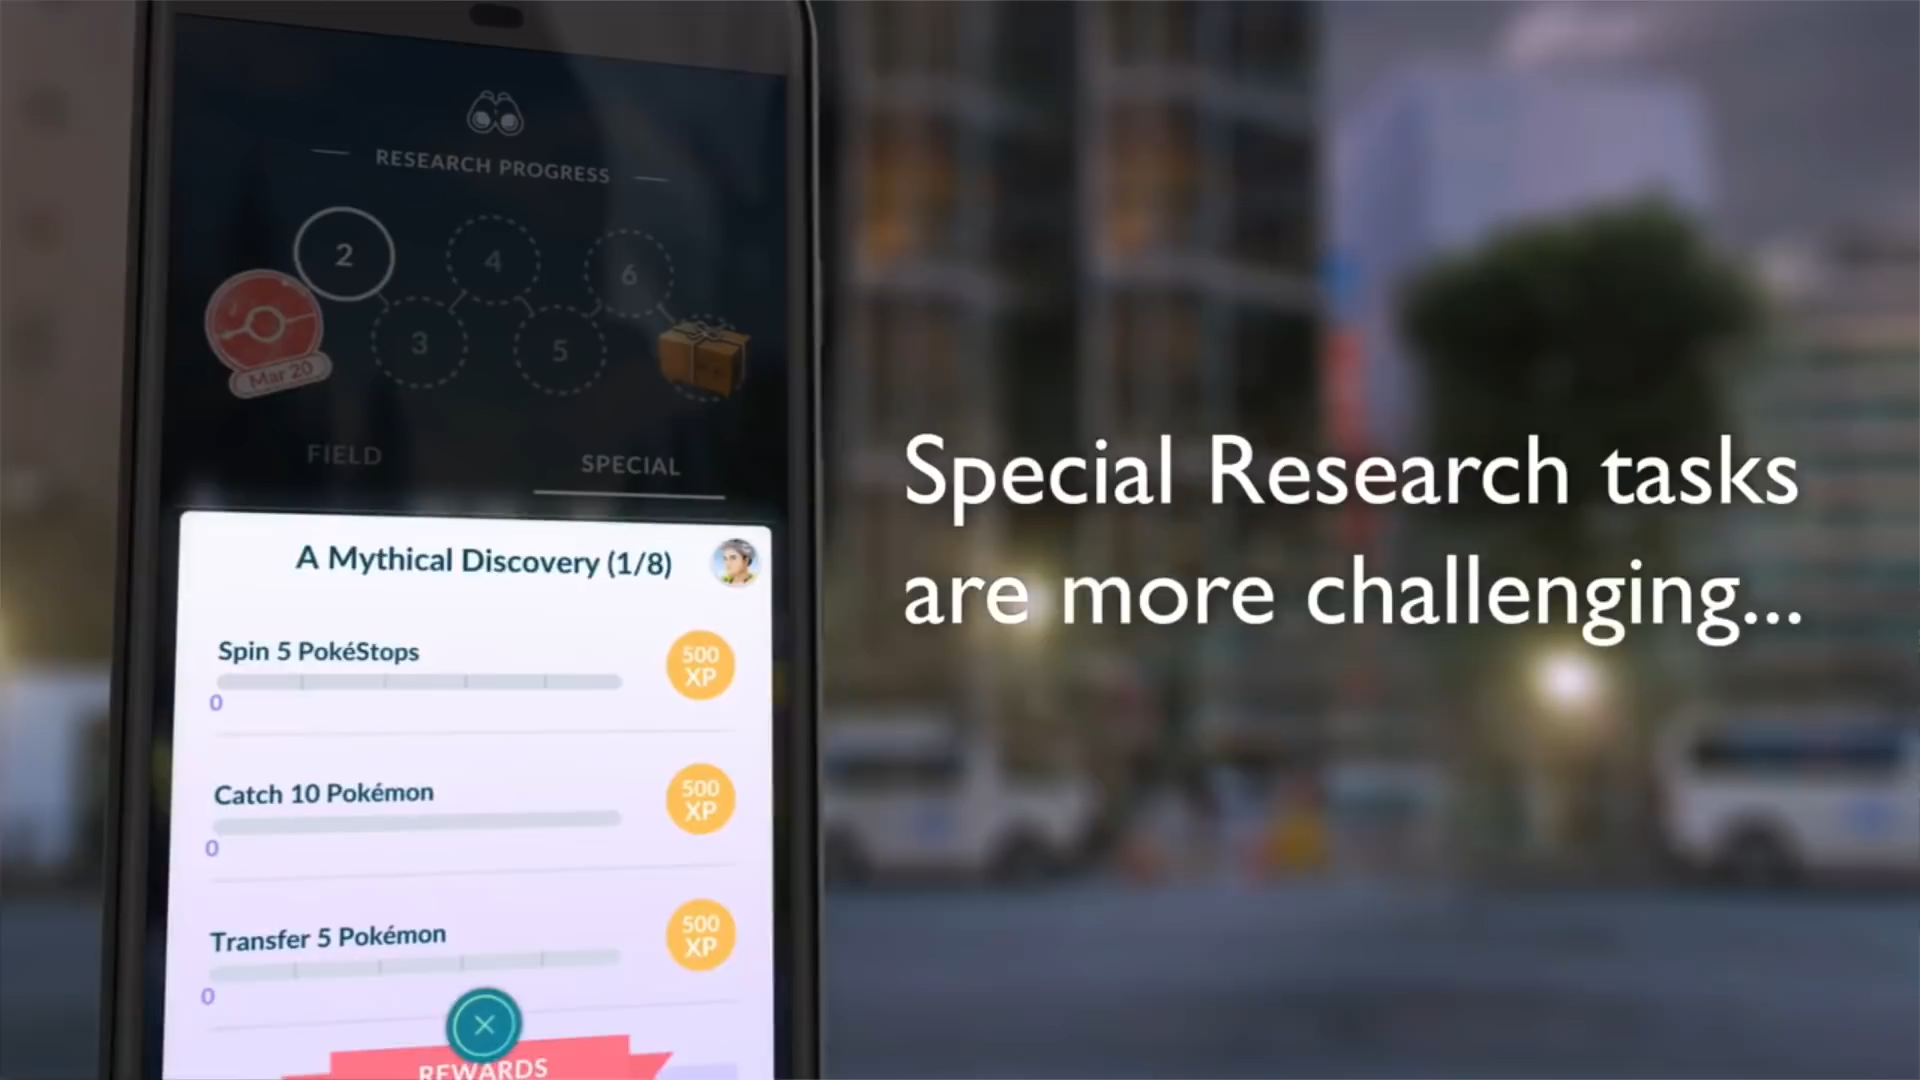 RESEARCH PROGRESS
2
4
6
3
5
Mar 20
FIELD
SPECIAL
A Mythical Discovery (1/8)
Spin 5 PokéStops
500
XP
0
Catch 10 Pokémon
500
XP
0
Transfer 5 Pokémon
500
XP
0
REWARDS
Special Research tasks
are more challenging...